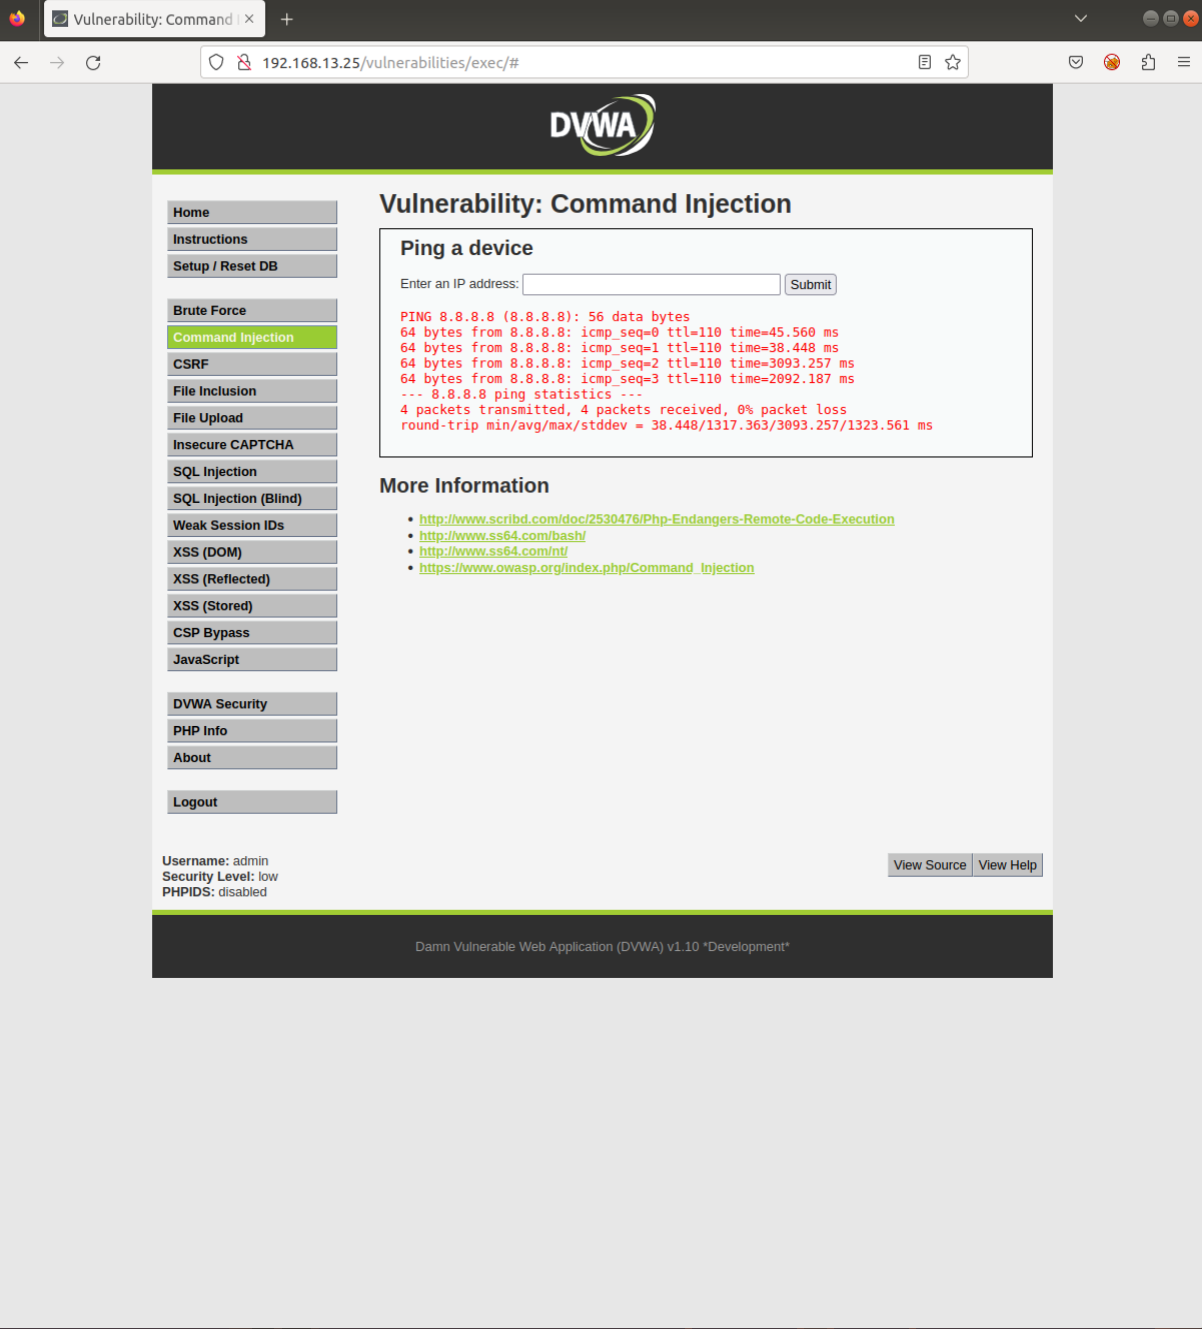 Vulnerability: Command
192.168.13.25/vulnerabilities/exec/#
DVWA
Home
Instructions
Setup / Reset DB
Brute Force
Command Injection
CSRF
File Inclusion
File Upload
Insecure CAPTCHA
SQL Injection
SQL Injection (Blind)
Weak Session IDs
XSS (DOM)
XSS (Reflected)
XSS (Stored)
CSP Bypass
JavaScript
DVWA Security
PHP Info
About
Logout
Vulnerability: Command Injection
Ping a device
Enter an IP address: Submit
PING 8.8.8.8 (8.8.8.8): 56 data bytes
64 bytes from 8.8.8.8: icmp_seq=0 ttl=110 time=45.560 ms
64 bytes from 8.8.8.8: icmp_seq=1 ttl=110 time=38.448 ms
64 bytes from 8.8.8.8: icmp_seq=2 ttl=110 time=3093.257 ms
64 bytes from 8.8.8.8: icmp_seq=3 ttl=110 time=2092.187 ms
--- 8.8.8.8 ping statistics ---
4 packets transmitted, 4 packets received, 0% packet loss
round-trip min/avg/max/stddev = 38.448/1317.363/3093.257/1323.561 ms
More Information
http://www.scribd.com/doc/2530476/Php-Endangers-Remote-Code-Execution
http://www.ss64.com/bash/
http://www.ss64.com/nt/
https://www.owasp.org/index.php/Command_Injection
Username: admin
Security Level: low
PHPIDS: disabled
View Source View Help
Damn Vulnerable Web Application (DVWA) v1.10 *Development*